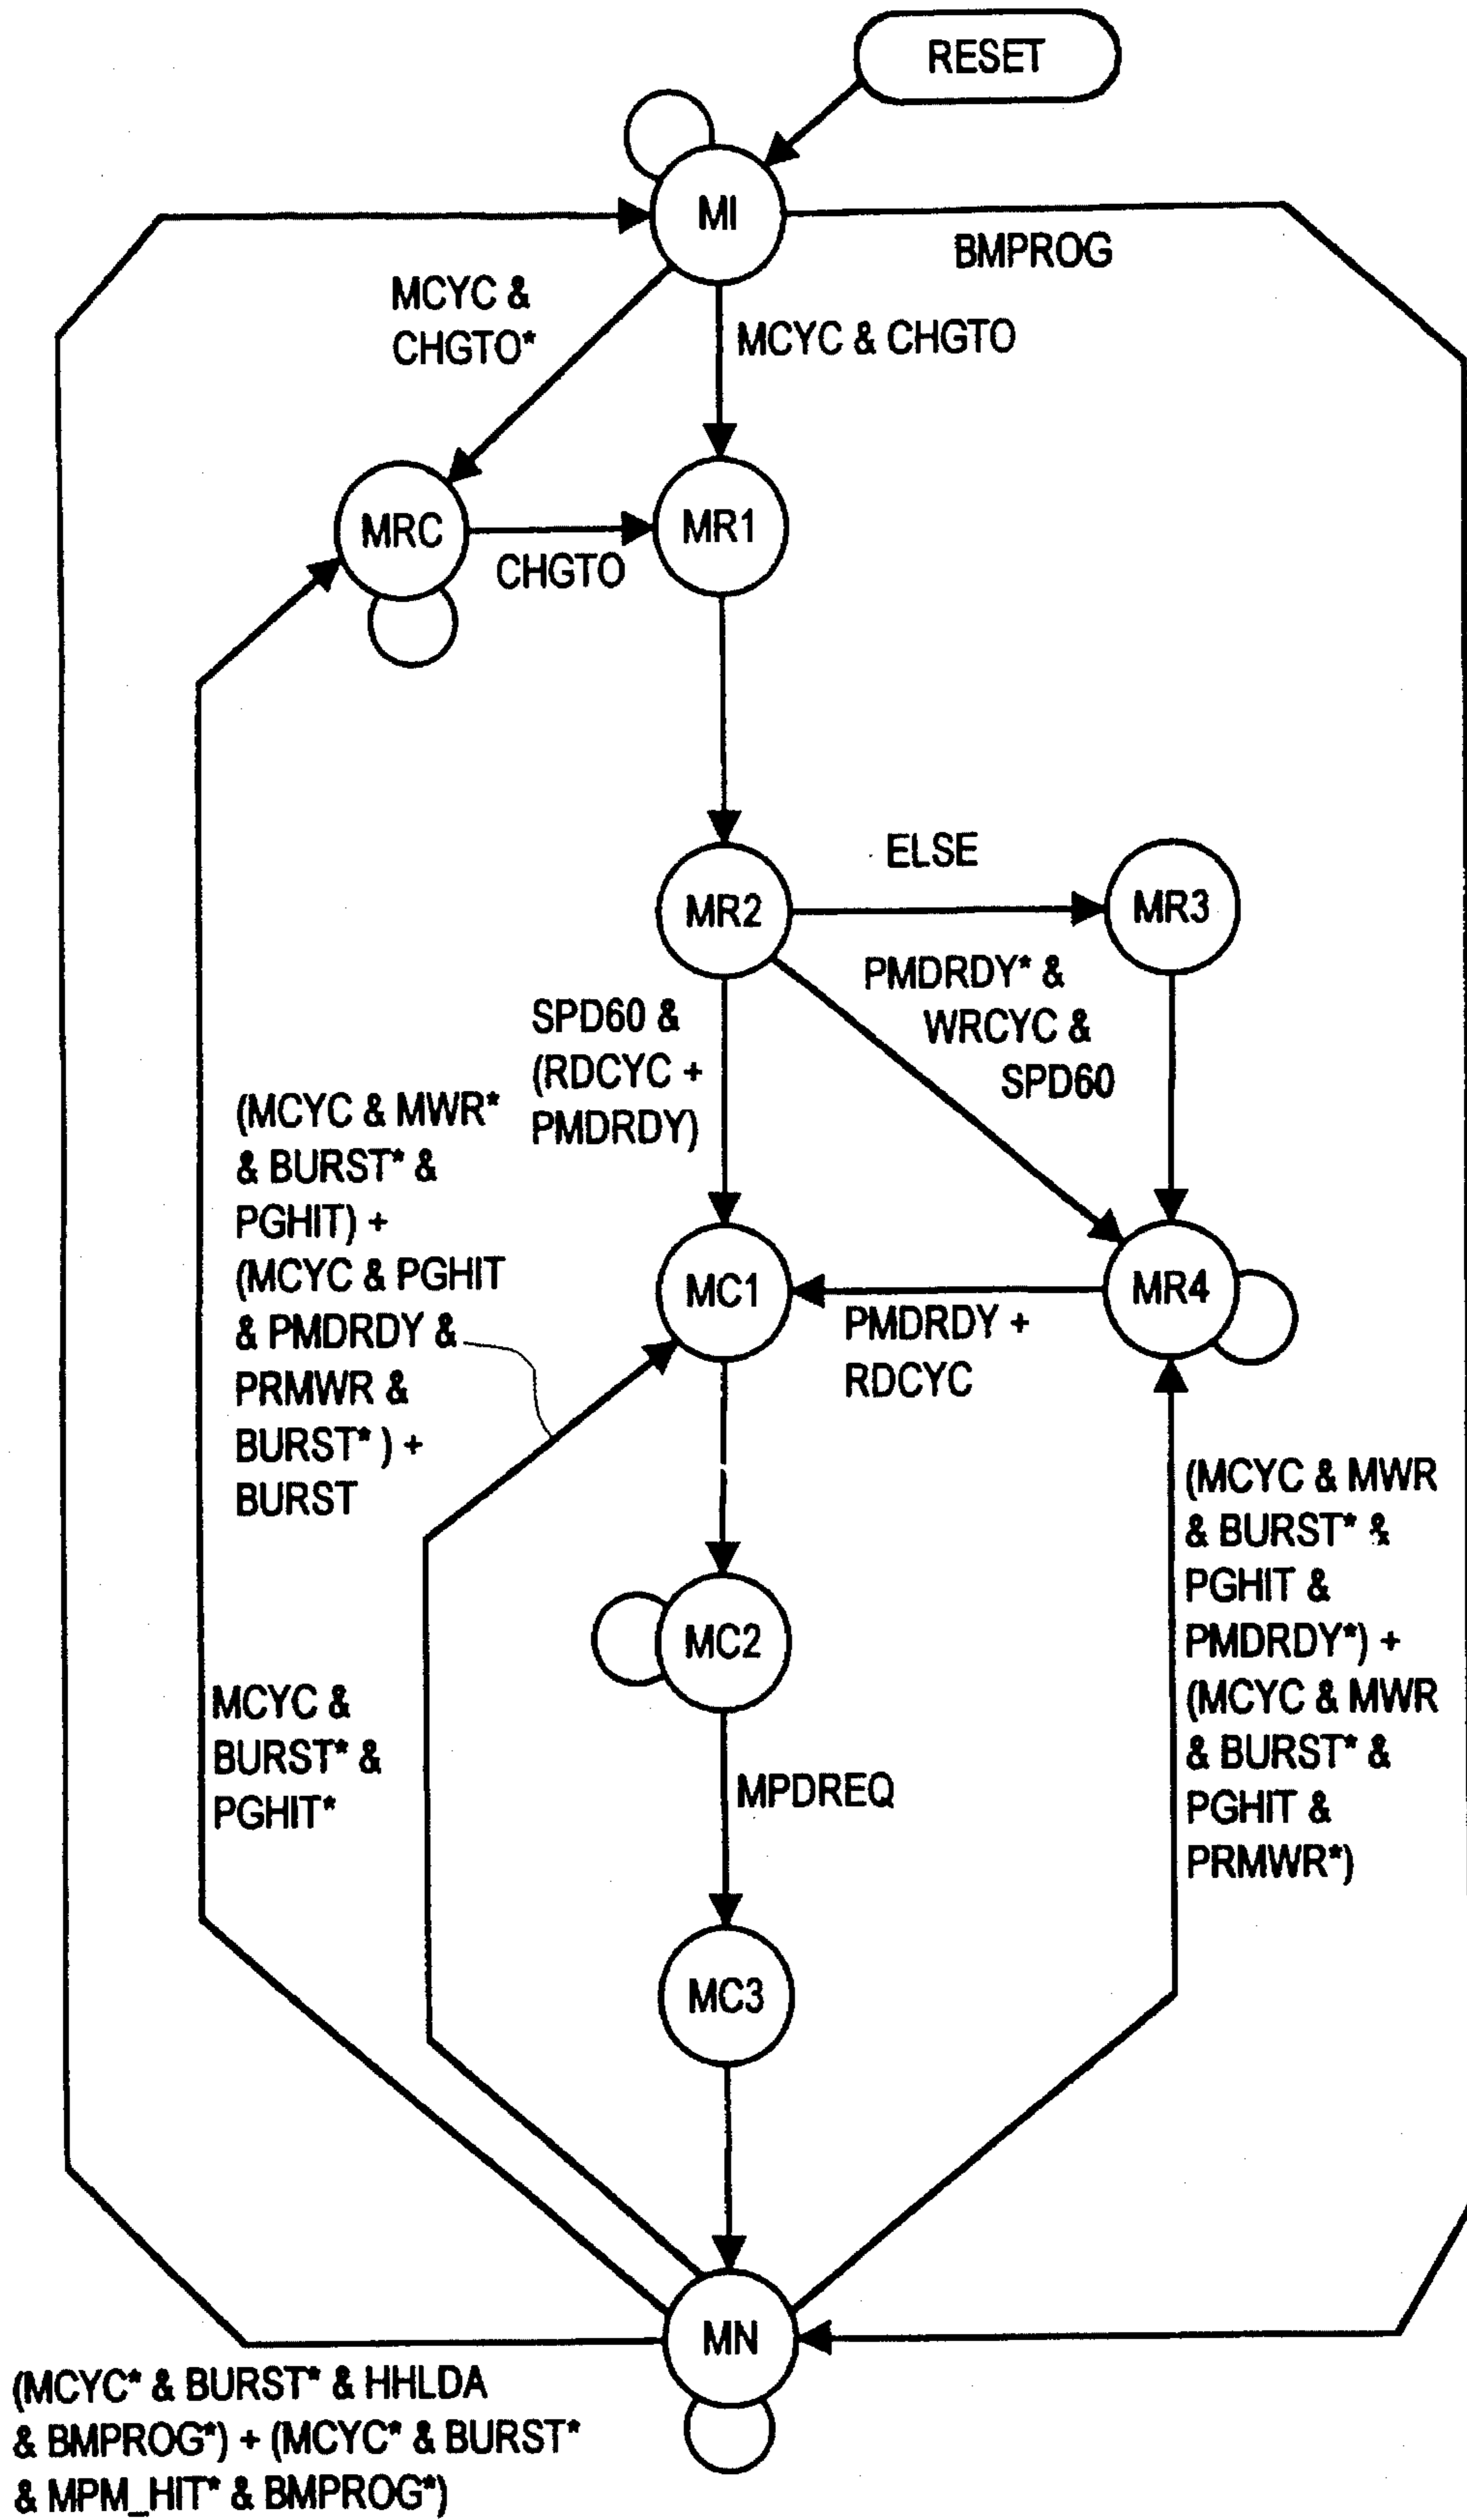 RESET
MI
BMPROG
MCYC &
CHGTO*
MCYC & CHGTO
MRC
CHGTO
MR1
MR2
ELSE
MR3
PMDRDY* &
WRCYC &
SPD60
SPD60 &
(RDCYC +
PMDRDY)
(MCYC & MWR*
& BURST* &
PGHIT) +
(MCYC & PGHIT
& PMDRDY &
PRMWR &
BURST*) +
BURST
MC1
PMDRDY +
RDCYC
MR4
(MCYC & MWR
& BURST* &
PGHIT &
PMDRDY*) +
(MCYC & MWR
& BURST* &
PGHIT &
PRMWR*)
MC2
MCYC &
BURST* &
PGHIT*
MPDREQ
MC3
MN
(MCYC* & BURST* & HHLDA
& BMPROG*) + (MCYC* & BURST*
& MPM_HIT* & BMPROG*)